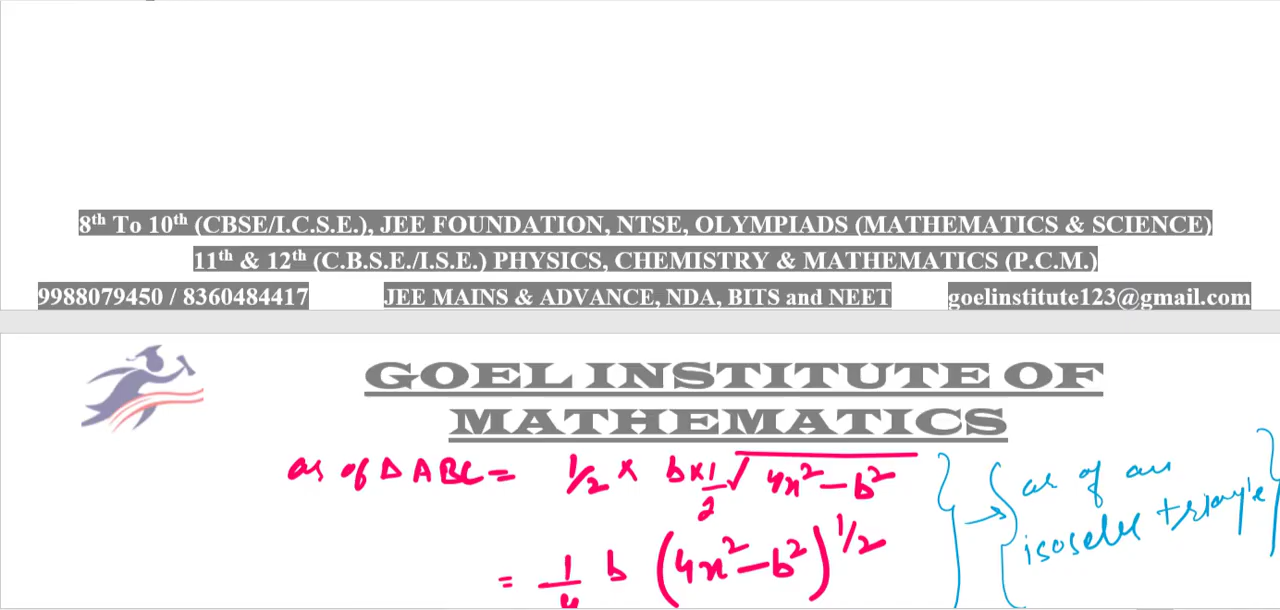 8th To 10th (CBSE/I.C.S.E.), JEE FOUNDATION, NTSE, OLYMPIADS (MATHEMATICS & SCIENCE)
11th & 12th (C.B.S.E./I.S.E.) PHYSICS, CHEMISTRY & MATHEMATICS (P.C.M.)
9988079450 / 8360484417 JEE MAINS & ADVANCE, NDA, BITS and NEET goelinstitute123@gmail.com
GOEL INSTITUTE OF
MATHEMATICS
ar of Δ ABC = 1/2 × b × 1/2 √(4x² − b²)
= 1/4 b (4x² − b²)^1/2
ar of an
isoscles triangle